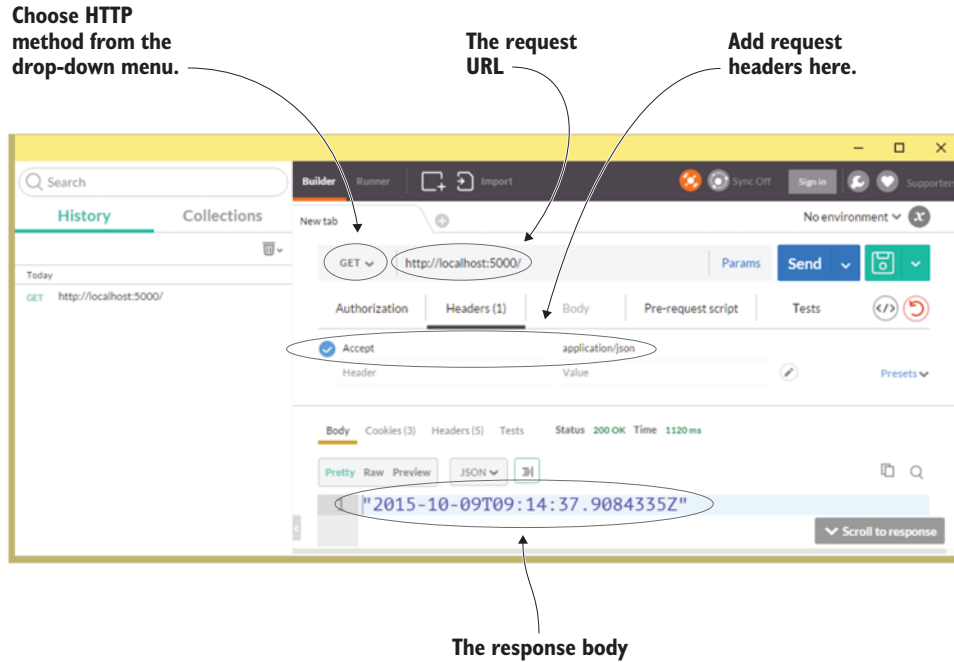 Choose HTTP
method from the
drop-down menu.
The request
URL
Add request
headers here.
Search
Builder Runner Import Sync Off Sign in Supporters
History Collections
New tab No environment
GET http://localhost:5000/ Params Send
Today
GET http://localhost:5000/
Authorization Headers (1) Body Pre-request script Tests </>
Accept application/json
Header Value Presets
Body Cookies (3) Headers (5) Tests Status 200 OK Time 1120 ms
Pretty Raw Preview JSON
1 "2015-10-09T09:14:37.9084335Z"
Scroll to response
The response body